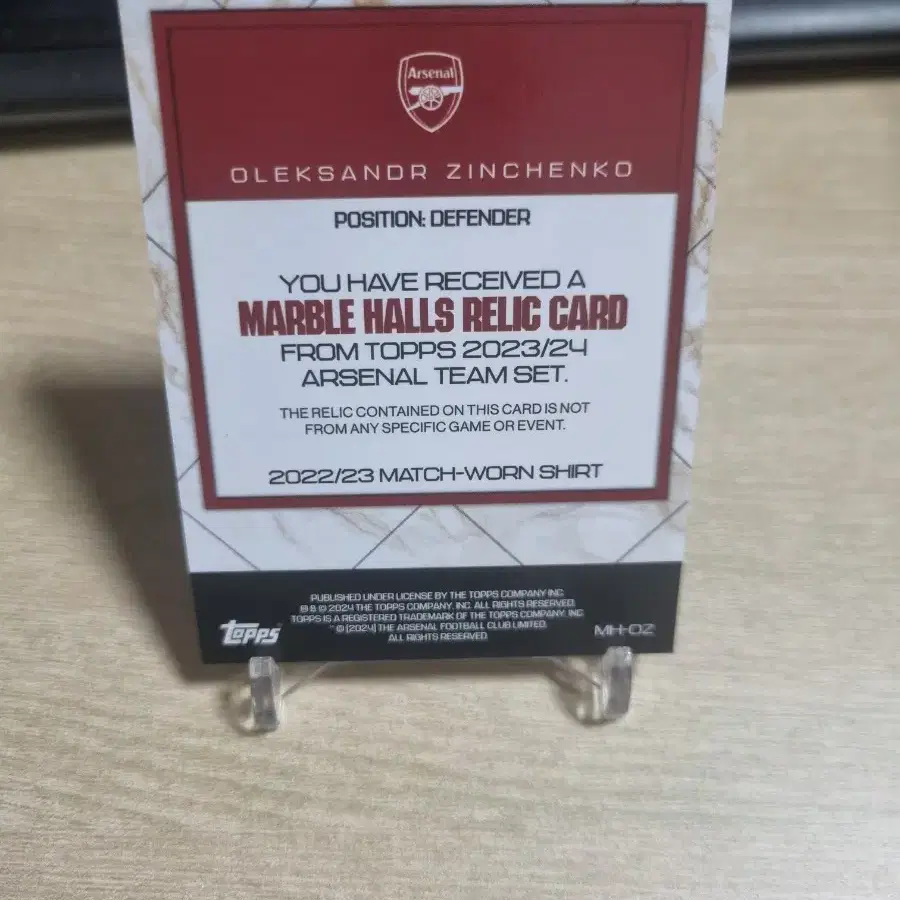 Arsenal
OLEKSANDR ZINCHENKO
POSITION: DEFENDER
YOU HAVE RECEIVED A
MARBLE HALLS RELIC CARD
FROM TOPPS 2023/24
ARSENAL TEAM SET.
THE RELIC CONTAINED ON THIS CARD IS NOT
FROM ANY SPECIFIC GAME OR EVENT.
2022/23 MATCH-WORN SHIRT
PUBLISHED UNDER LICENSE BY THE TOPPS COMPANY INC.
® & © 2024 THE TOPPS COMPANY, INC. ALL RIGHTS RESERVED.
TOPPS IS A REGISTERED TRADEMARK OF THE TOPPS COMPANY, INC.
™ © [2024] THE ARSENAL FOOTBALL CLUB LIMITED.
ALL RIGHTS RESERVED
Topps
MH-OZ